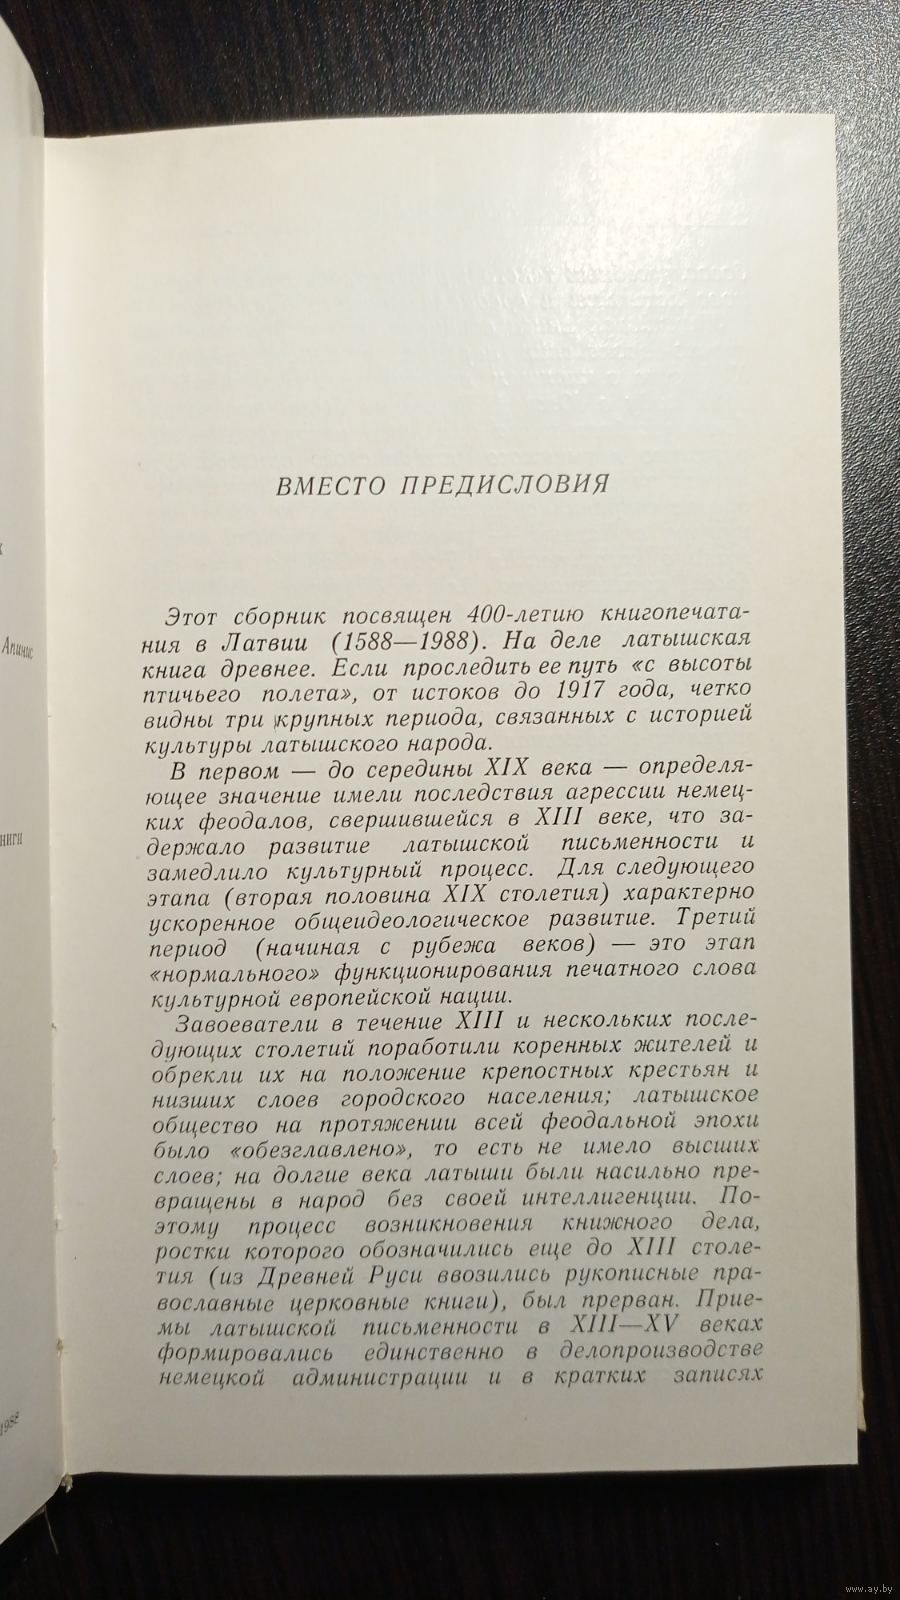 Апинис
ниги
1988
ВМЕСТО ПРЕДИСЛОВИЯ
Этот сборник посвящен 400-летию книгопечата-
ния в Латвии (1588—1988). На деле латышская
книга древнее. Если проследить ее путь «с высоты
птичьего полета», от истоков до 1917 года, четко
видны три крупных периода, связанных с историей
культуры латышского народа.
В первом — до середины XIX века — определя-
ющее значение имели последствия агрессии немец-
ких феодалов, свершившейся в XIII веке, что за-
держало развитие латышской письменности и
замедлило культурный процесс. Для следующего
этапа (вторая половина XIX столетия) характерно
ускоренное общеидеологическое развитие. Третий
период (начиная с рубежа веков) — это этап
«нормального» функционирования печатного слова
культурной европейской нации.
Завоеватели в течение XIII и нескольких после-
дующих столетий поработили коренных жителей и
обрекли их на положение крепостных крестьян и
низших слоев городского населения; латышское
общество на протяжении всей феодальной эпохи
было «обезглавлено», то есть не имело высших
слоев; на долгие века латыши были насильно пре-
вращены в народ без своей интеллигенции. По-
этому процесс возникновения книжного дела,
ростки которого обозначились еще до XIII столе-
тия (из Древней Руси ввозились рукописные пра-
вославные церковные книги), был прерван. Прие-
мы латышской письменности в XIII—XV веках
формировались единственно в делопроизводстве
немецкой администрации и в кратких записях
www.ay.by